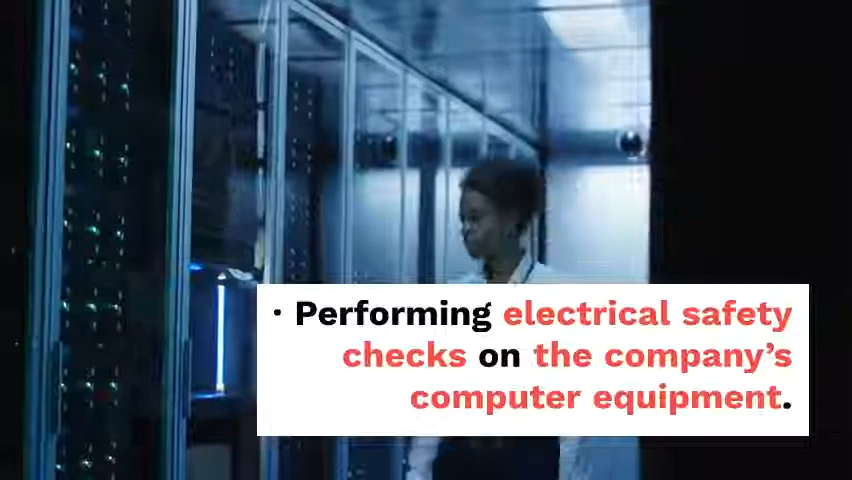 · Performing electrical safety
checks on the company’s
computer equipment.